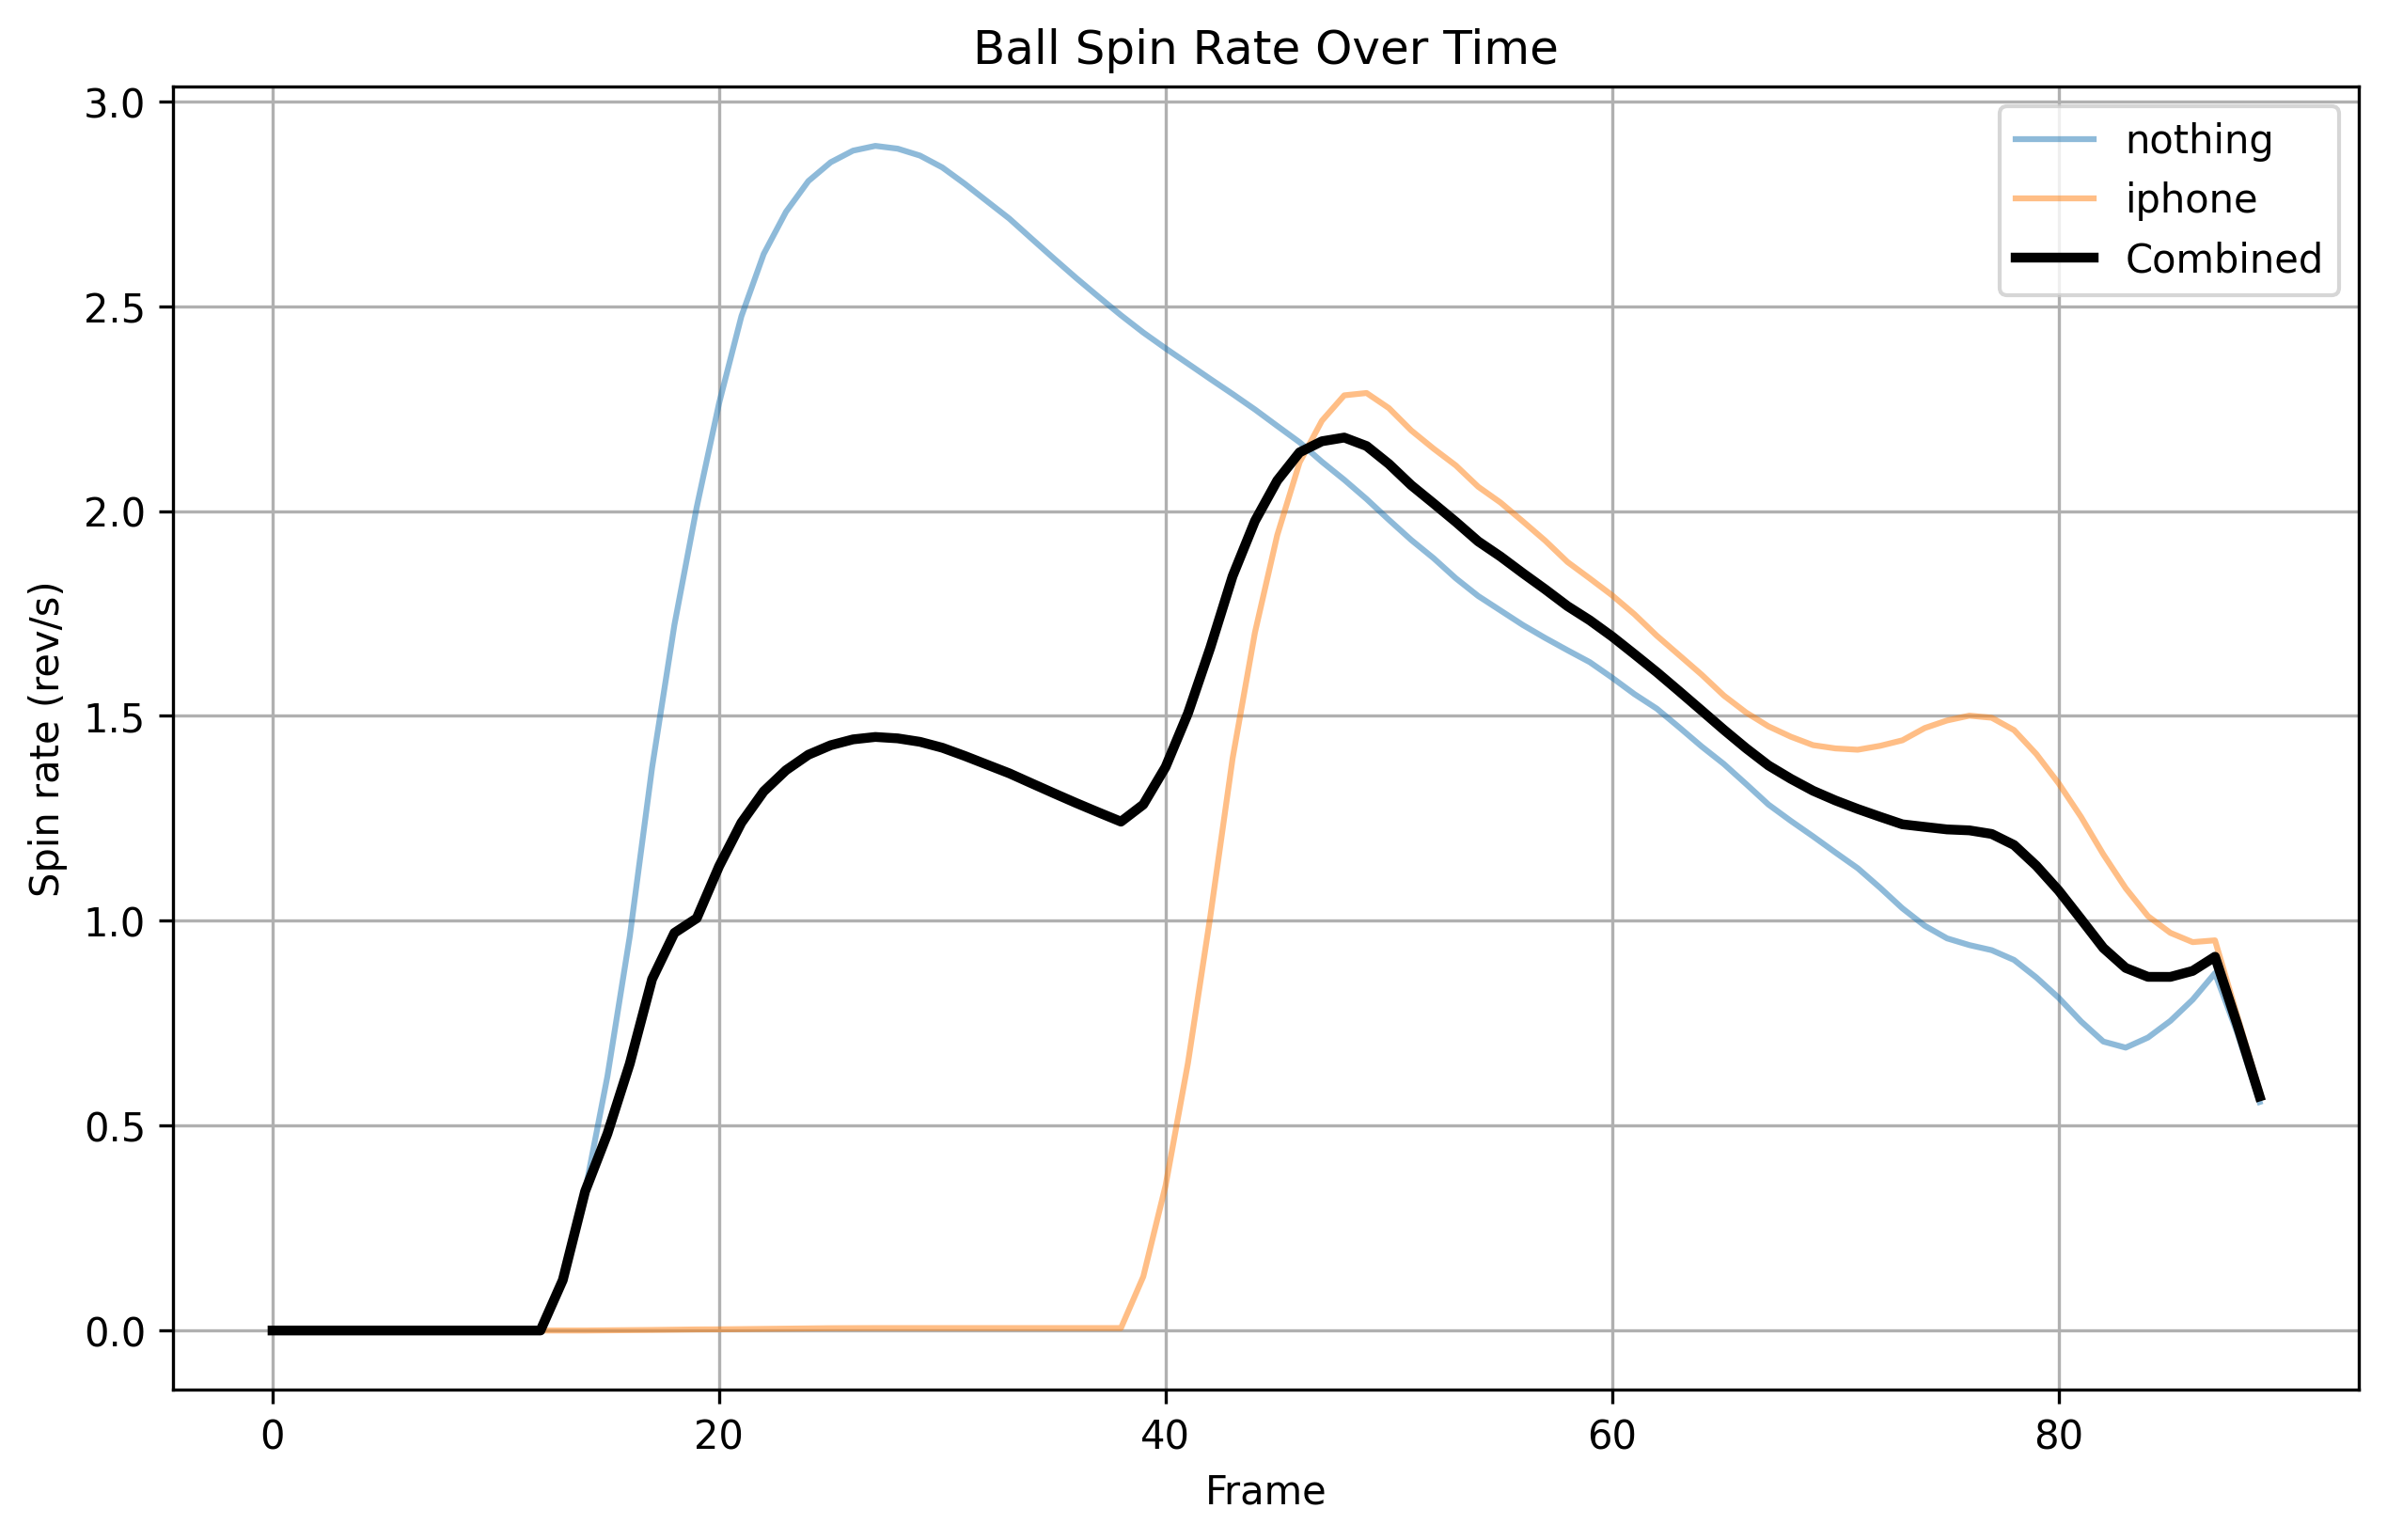 Ball Spin Rate Over Time
3.0
2.5
2.0
1.5
1.0
0.5
0.0
Spin rate (rev/s)
nothing
iphone
Combined
0 20 40 60 80
Frame